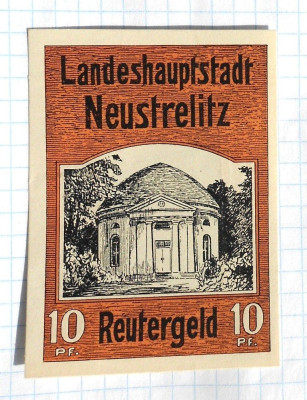 Landeshauptstadt
Neustrelitz
10 Reutergeld 10
PF. PF.